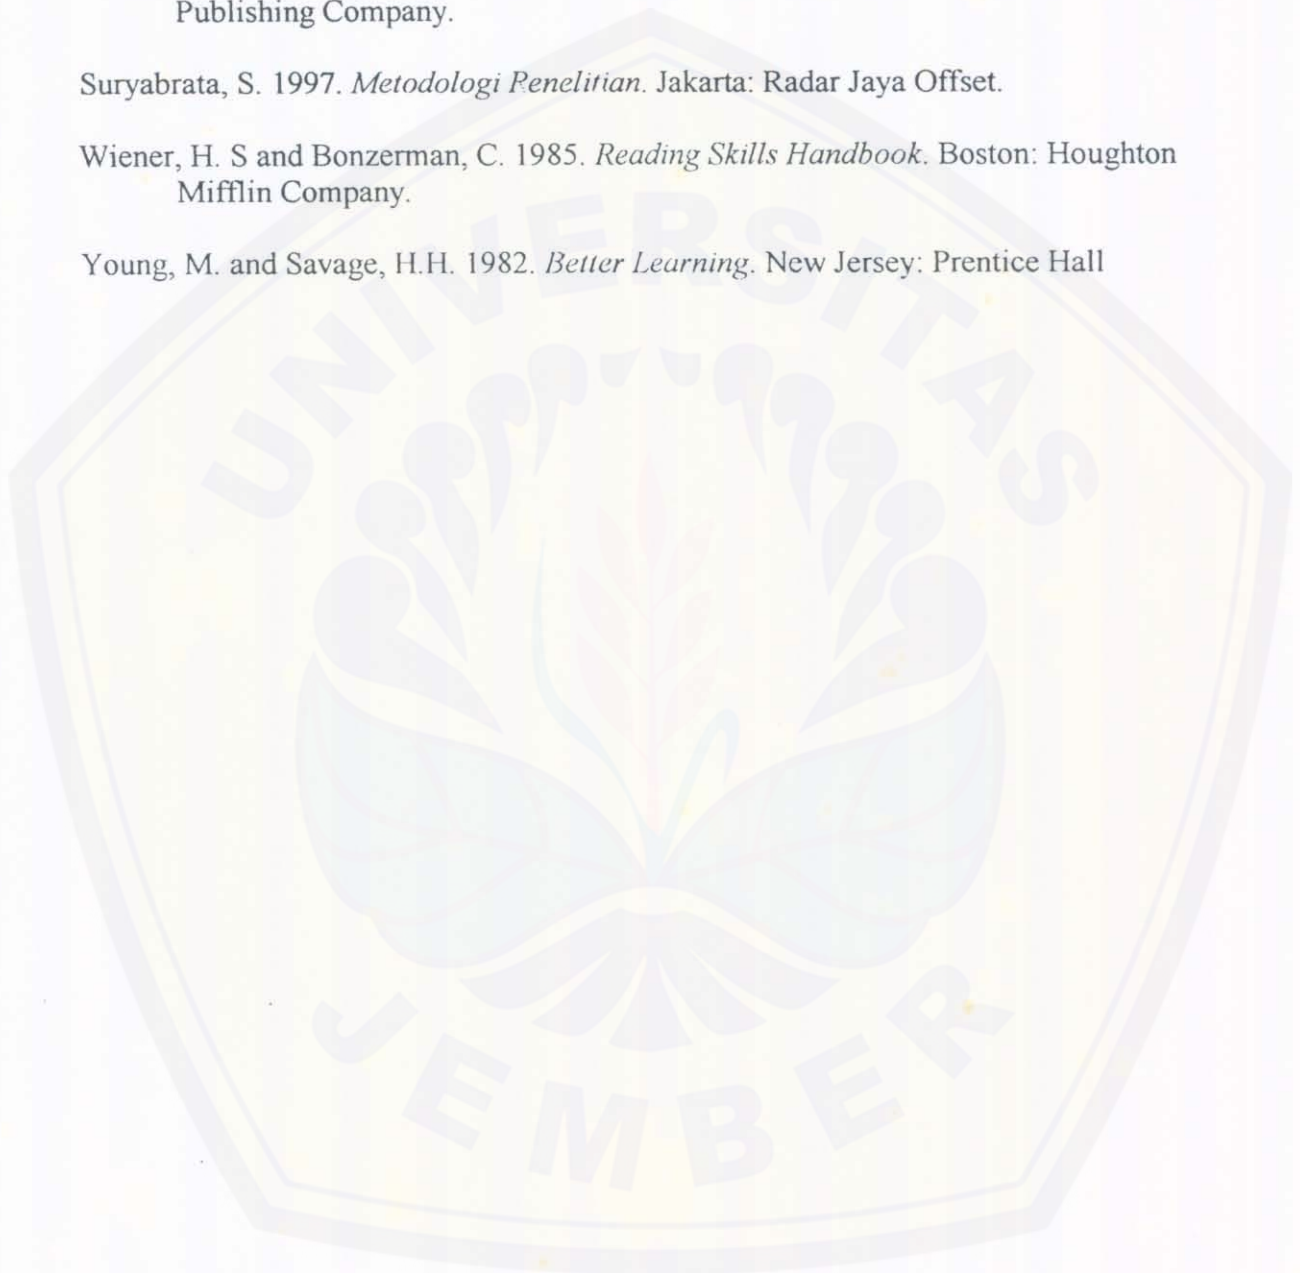 Publishing Company.
Suryabrata, S. 1997. Metodologi Penelitian. Jakarta: Radar Jaya Offset.
Wiener, H. S and Bonzerman, C. 1985. Reading Skills Handbook. Boston: Houghton
Mifflin Company.
Young, M. and Savage, H.H. 1982. Better Learning. New Jersey: Prentice Hall
UNIVERSITAS
JEMBER